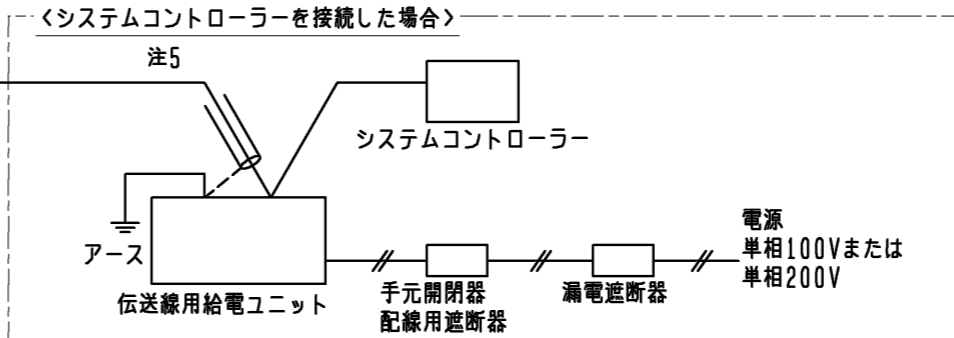 <システムコントローラーを接続した場合>
注5
システムコントローラー
アース
伝送線用給電ユニット
手元開閉器
配線用遮断器
漏電遮断器
電源
単相100Vまたは
単相200V